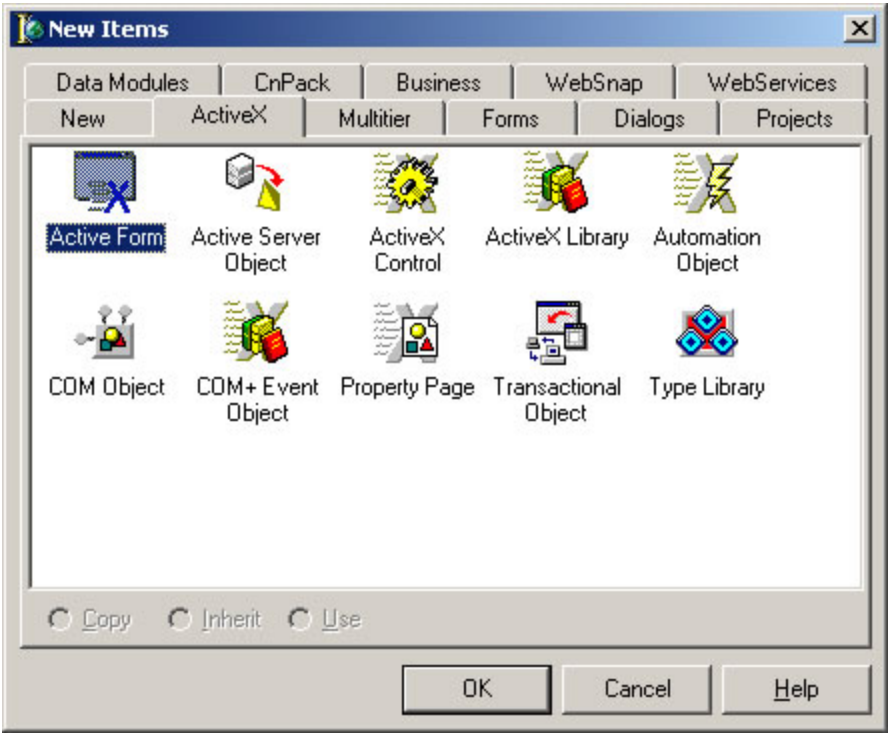 New Items
Data Modules CnPack Business WebSnap WebServices
New ActiveX Multitier Forms Dialogs Projects
Active Form Active Server ActiveX ActiveX Library Automation
Object Control Object
COM Object COM+ Event Property Page Transactional Type Library
Object Object
Copy Inherit Use
OK Cancel Help